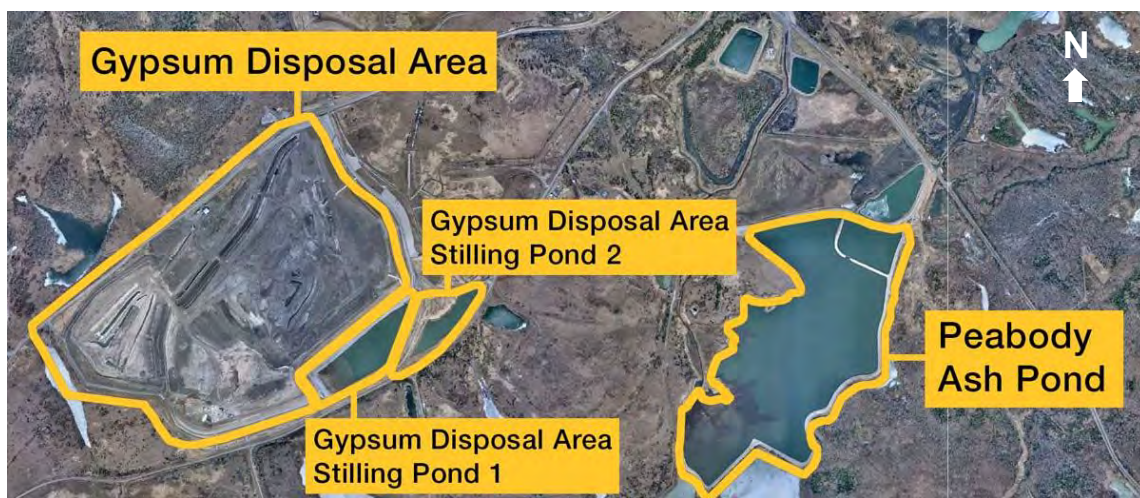 Gypsum Disposal Area
N
Gypsum Disposal Area
Stilling Pond 2
Peabody
Ash Pond
Gypsum Disposal Area
Stilling Pond 1